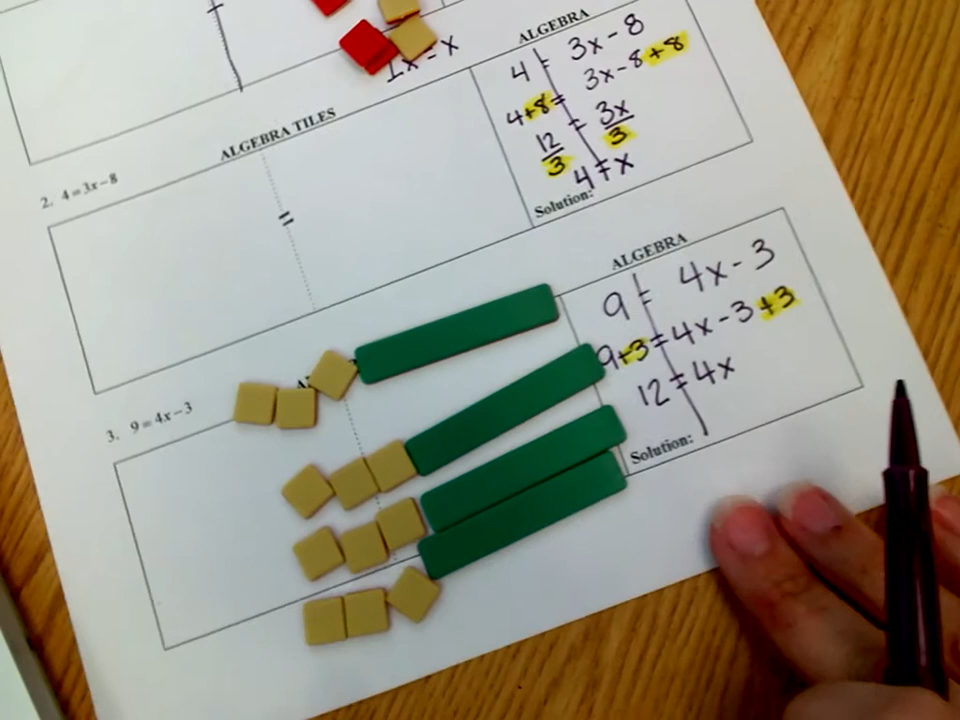 1x = x
ALGEBRA
4 = 3x - 8
4+8 = 3x - 8 + 8
12/3 = 3x/3
4 = x
Solution:
ALGEBRA TILES
2. 4 = 3x – 8
=
ALGEBRA
9 = 4x - 3
9+3 = 4x - 3 + 3
12 = 4x
Solution:
3. 9 = 4x – 3